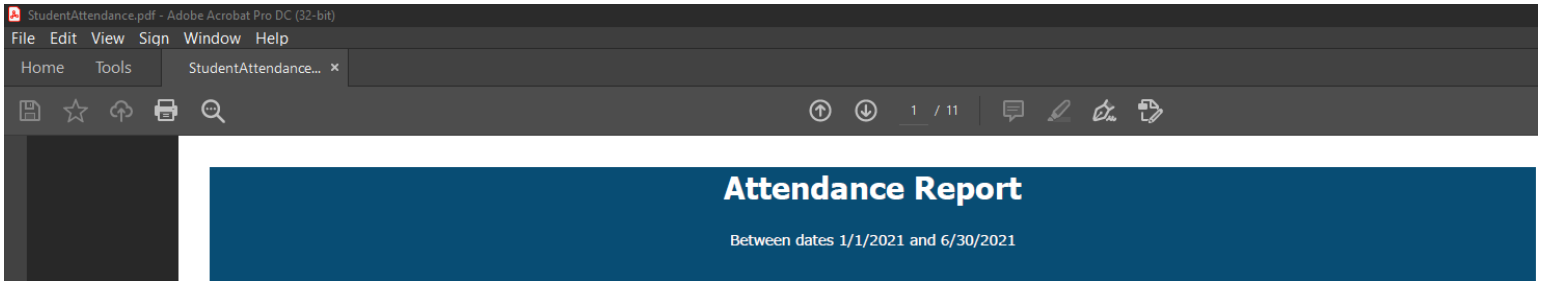 StudentAttendance.pdf - Adobe Acrobat Pro DC (32-bit)
File Edit View Sign Window Help
Home Tools StudentAttendance... ×
1 / 11
Attendance Report
Between dates 1/1/2021 and 6/30/2021